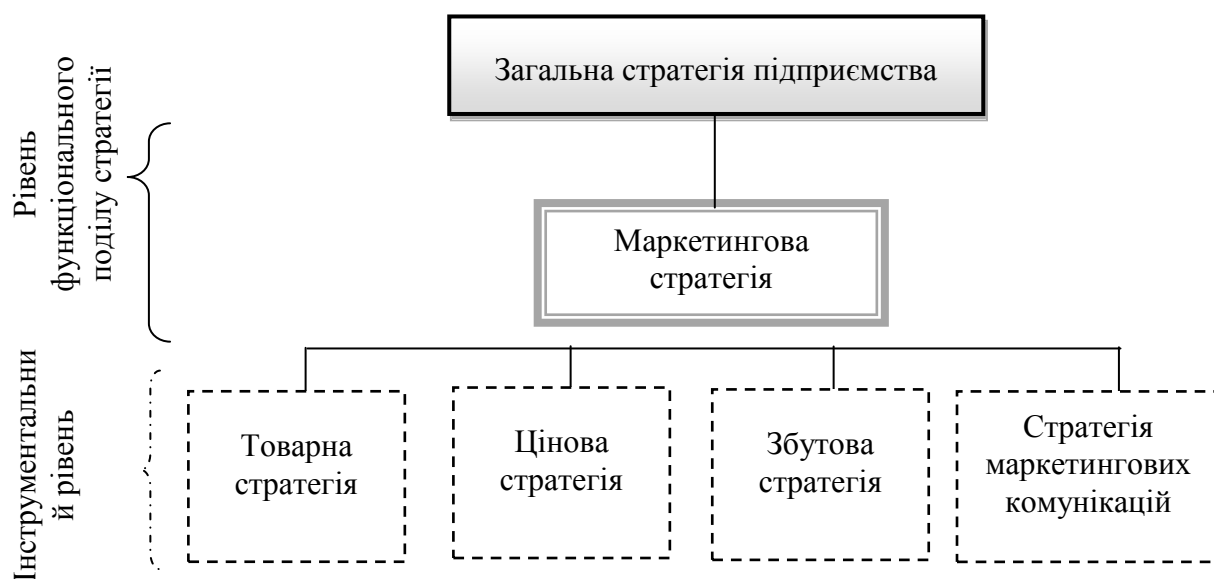 Загальна стратегія підприємства
Рівень
функціонального
поділу стратегії
Маркетингова
стратегія
Інструментальни
й рівень
Товарна
стратегія
Цінова
стратегія
Збутова
стратегія
Стратегія
маркетингових
комунікацій